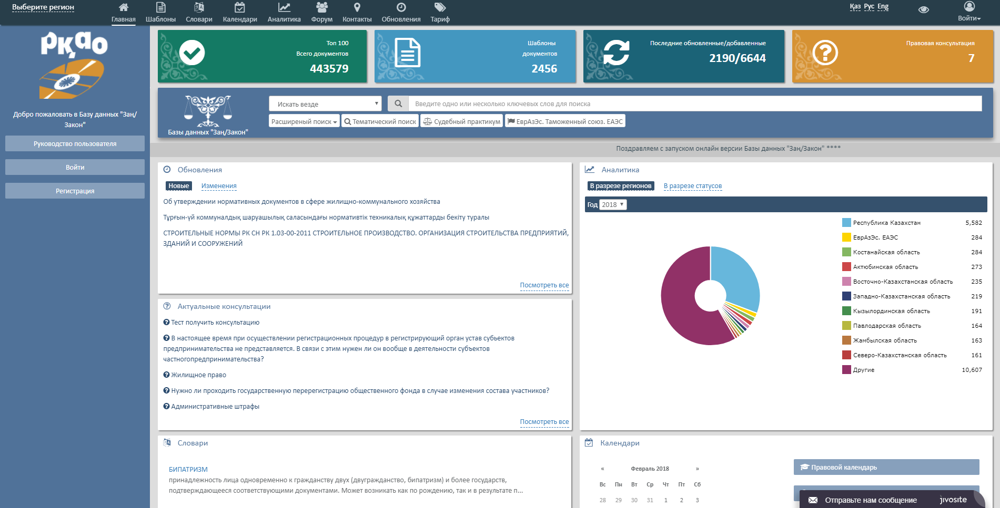 Выберите регион
Главная
Шаблоны
Словари
Календари
Аналитика
Форум
Контакты
Обновления
Тариф
Қаз Рус Eng
Войти
рқао
Добро пожаловать в Базу данных "Заң/
Закон"
Руководство пользователя
Войти
Регистрация
Топ 100
Всего документов
443579
Шаблоны
документов
2456
Последние обновленные/добавленные
2190/6644
Правовая консультация
7
Базы данных "Заң/Закон"
Искать везде
Введите одно или несколько ключевых слов для поиска
Расширеный поиск
Тематический поиск
Судебный практикум
ЕврАзЭс. Таможенный союз. ЕАЭС
Поздравляем с запуском онлайн версии Базы данных "Заң/Закон" ****
Обновления
Новые
Изменения
Об утверждении нормативных документов в сфере жилищно-коммунального хозяйства
Тұрғын-үй коммуналдық шаруашылық саласындағы нормативтік техникалық құжаттарды бекіту туралы
СТРОИТЕЛЬНЫЕ НОРМЫ РК СН РК 1.03-00-2011 СТРОИТЕЛЬНОЕ ПРОИЗВОДСТВО. ОРГАНИЗАЦИЯ СТРОИТЕЛЬСТВА ПРЕДПРИЯТИЙ,
ЗДАНИЙ И СООРУЖЕНИЙ
Посмотреть все
Актуальные консультации
Тест получить консультацию
В настоящее время при осуществлении регистрационных процедур в регистрирующий орган устав субъектов
предпринимательства не представляется. В связи с этим нужен ли он вообще в деятельности субъектов
частногопредпринимательства?
Жилищное право
Нужно ли проходить государственную перерегистрацию общественного фонда в случае изменения состава участников?
Административные штрафы
Посмотреть все
Аналитика
В разрезе регионов
В разрезе статусов
Год 2018
Республика Казахстан 5,582
ЕврАзЭс. ЕАЭС 284
Костанайская область 284
Актюбинская область 273
Восточно-Казахстанская область 235
Западно-Казахстанская область 219
Кызылординская область 191
Павлодарская область 164
Жамбылская область 163
Северо-Казахстанская область 161
Другие 10,607
Словари
БИПАТРИЗМ
принадлежность лица одновременно к гражданству двух (двугражданство, бипатризм) и более государств,
подтверждающееся соответствующими документами. Может возникать как по рождению, так и в результате п...
Календари
« Февраль 2018 »
Вс Пн Вт Ср Чт Пт Сб
28 29 30 31 1 2 3
Правовой календарь
Отправьте нам сообщение
jivosite